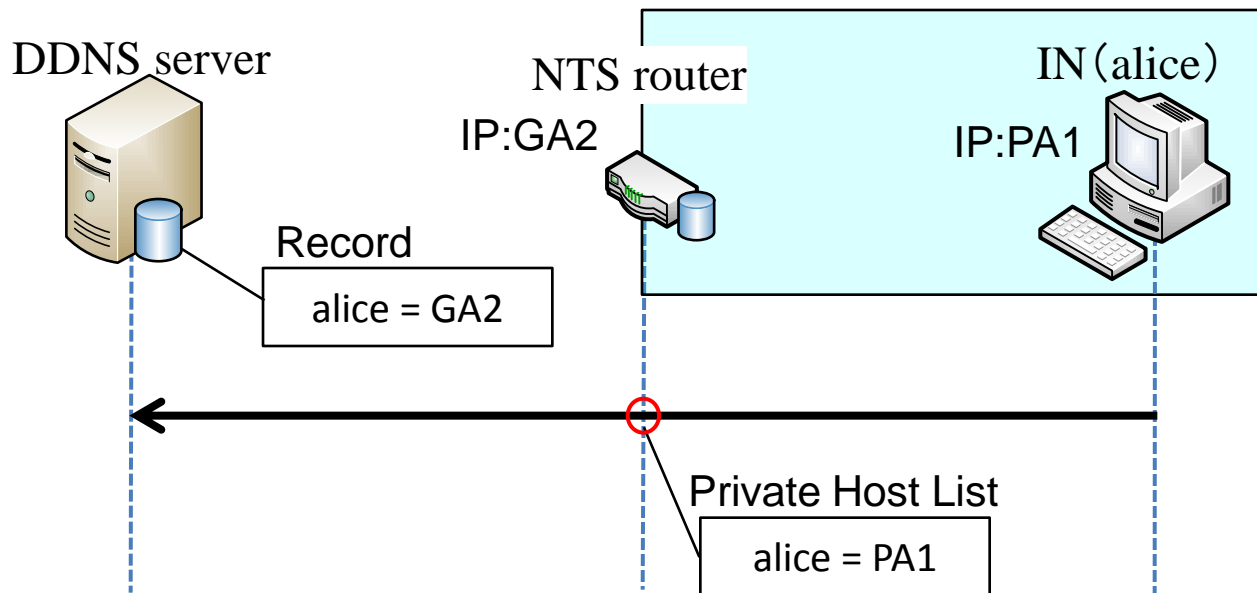 DDNS server
NTS router
IN（alice）
IP:GA2
IP:PA1
Record
alice = GA2
Private Host List
alice = PA1